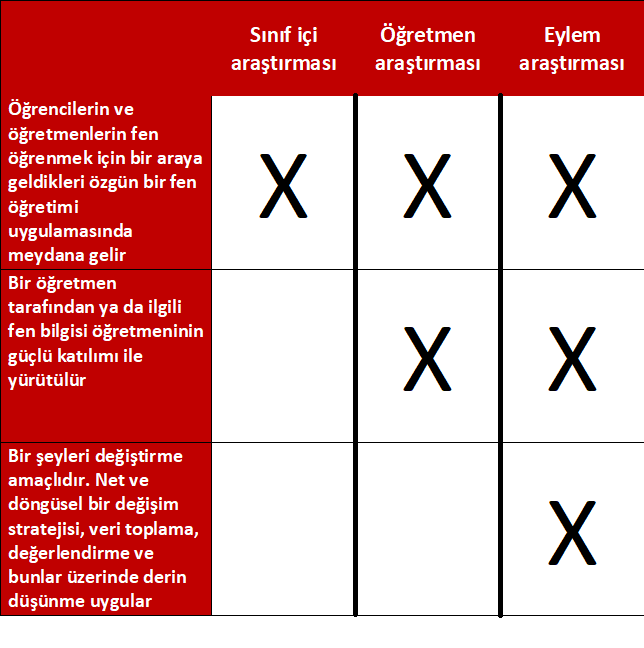 Sınıf içi
araştırması
Öğretmen
araştırması
Eylem
araştırması
Öğrencilerin ve
öğretmenlerin fen
öğrenmek için bir araya
geldikleri özgün bir fen
öğretimi
uygulamasında
meydana gelir
X X X
Bir öğretmen
tarafından ya da ilgili
fen bilgisi öğretmeninin
güçlü katılımı ile
yürütülür
X X
Bir şeyleri değiştirme
amaçlıdır. Net ve
döngüsel bir değişim
stratejisi, veri toplama,
değerlendirme ve
bunlar üzerinde derin
düşünme uygular
X